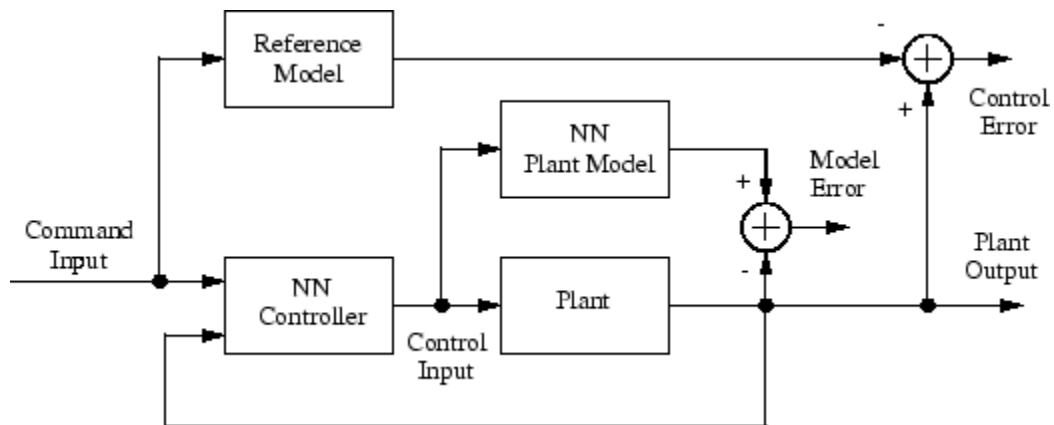 Reference
Model
-
+
Control
Error
NN
Plant Model
Model
Error
+
-
Command
Input
NN
Controller
Control
Input
Plant
Plant
Output